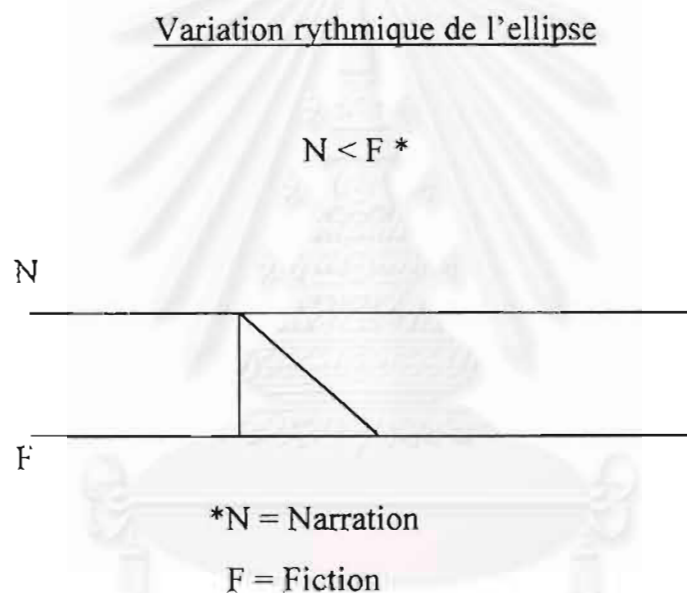 Variation rythmique de l'ellipse
N < F *
N
F
*N = Narration
F = Fiction